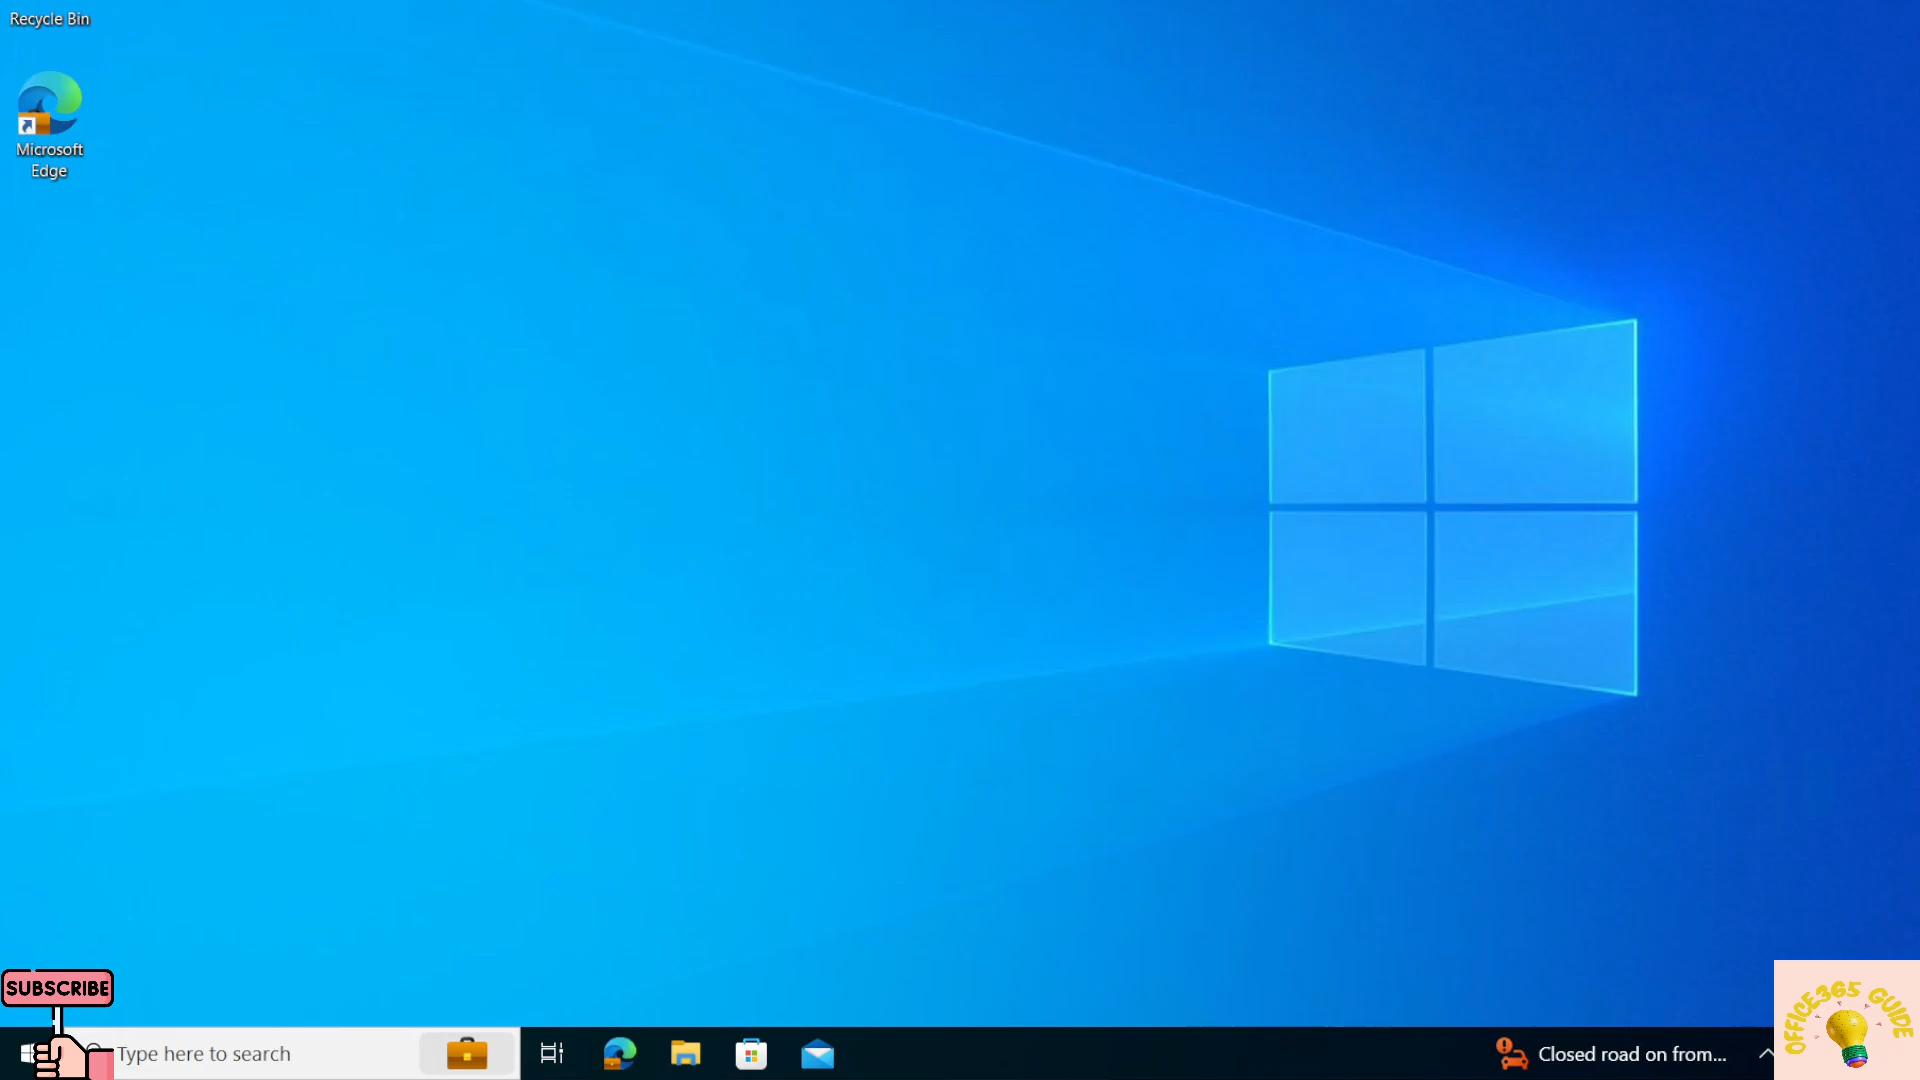 Recycle Bin
Microsoft
Edge
SUBSCRIBE
Type here to search
Closed road on from...
OFFICE365 GUIDE